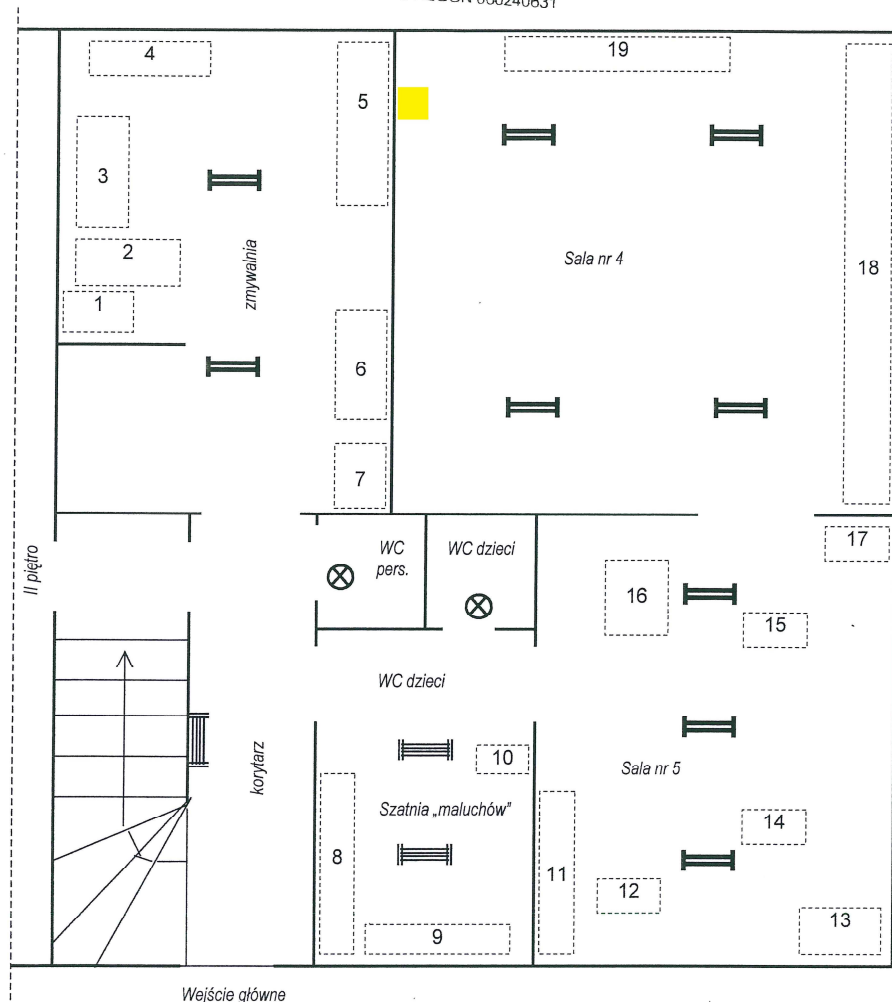 4
5
19
3
zmywalnia
2
Sala nr 4
18
1
6
7
II piętro
WC
pers.
WC dzieci
17
16
15
WC dzieci
korytarz
10
Sala nr 5
Szatnia „maluchów”
14
8
11
12
13
9
Wejście główne